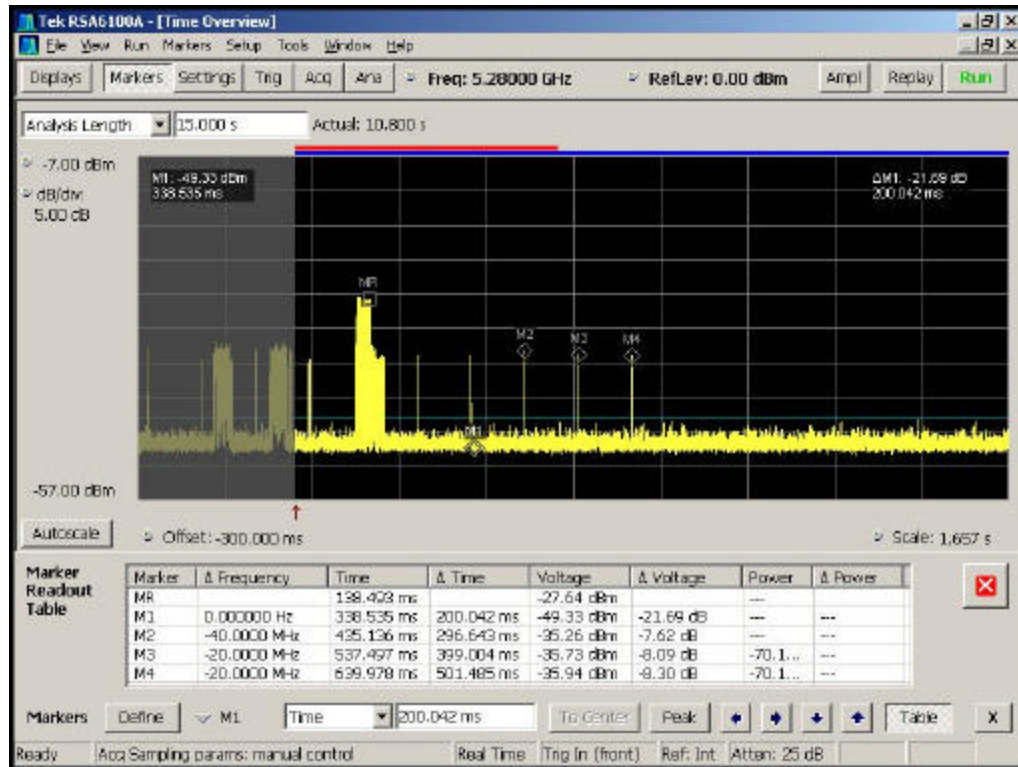 Tek RSA6100A - [Time Overview]
File View Run Markers Setup Tools Window Help
Displays Markers Settings Trig Acq Ana Freq: 5.28000 GHz RefLev: 0.00 dBm Ampl Replay Run
Analysis Length 15.000 s Actual: 10.800 s
-7.00 dBm
dB/div:
5.00 dB
M1: -49.33 dBm
338.535 ms
ΔM1: -21.69 dB
200.042 ms
MR
M2 M3 M4
M1
-57.00 dBm
Autoscale Offset: -300.000 ms Scale: 1.657 s
Marker Readout Table
Marker Δ Frequency Time Δ Time Voltage Δ Voltage Power Δ Power
MR 138.493 ms -27.64 dBm ---
M1 0.000000 Hz 338.535 ms 200.042 ms -49.33 dBm -21.69 dB --- ---
M2 -40.0000 MHz 435.136 ms 296.643 ms -35.26 dBm -7.62 dB --- ---
M3 -20.0000 MHz 537.497 ms 399.004 ms -35.73 dBm -8.09 dB -70.1... ---
M4 -20.0000 MHz 639.978 ms 501.485 ms -35.94 dBm -8.30 dB -70.1... ---
Markers Define M1 Time 200.042 ms To Center Peak Table X
Ready Acq Sampling params: manual control Real Time Trig In (front) Ref: Int Atten: 25 dB